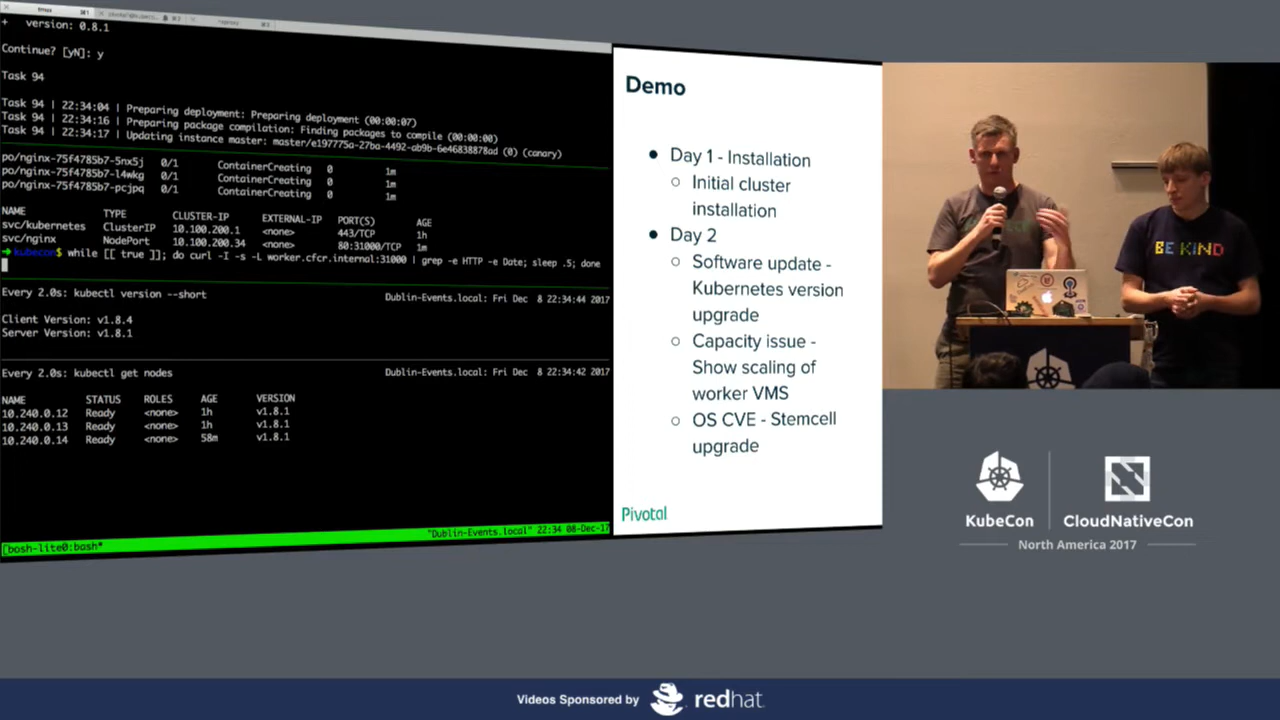 + version: 0.8.1
Continue? [yN]: y
Task 94
Task 94 | 22:34:04 | Preparing deployment: Preparing deployment (00:00:07)
Task 94 | 22:34:16 | Preparing package compilation: Finding packages to compile (00:00:00)
Task 94 | 22:34:17 | Updating instance master: master/e197775a-27ba-4492-ab9b-6e46838878ad (0) (canary)
po/nginx-75f4785b7-5nx5j 0/1 ContainerCreating 0 1m
po/nginx-75f4785b7-l4wkg 0/1 ContainerCreating 0 1m
po/nginx-75f4785b7-pcjpq 0/1 ContainerCreating 0 1m
NAME TYPE CLUSTER-IP EXTERNAL-IP PORT(S) AGE
svc/kubernetes ClusterIP 10.100.200.1 <none> 443/TCP 1h
svc/nginx NodePort 10.100.200.34 <none> 80:31000/TCP 1m
➜ kubecon$ while [[ true ]]; do curl -I -s -L worker.cfcr.internal:31000 | grep -e HTTP -e Date; sleep .5; done
Every 2.0s: kubectl version --short Dublin-Events.local: Fri Dec 8 22:34:44 2017
Client Version: v1.8.4
Server Version: v1.8.1
Every 2.0s: kubectl get nodes Dublin-Events.local: Fri Dec 8 22:34:42 2017
NAME STATUS ROLES AGE VERSION
10.240.0.12 Ready <none> 1h v1.8.1
10.240.0.13 Ready <none> 1h v1.8.1
10.240.0.14 Ready <none> 58m v1.8.1
[bosh-lite0:bash* "Dublin-Events.local" 22:34 08-Dec-17
Demo
● Day 1 - Installation
○ Initial cluster
installation
● Day 2
○ Software update -
Kubernetes version
upgrade
○ Capacity issue -
Show scaling of
worker VMS
○ OS CVE - Stemcell
upgrade
Pivotal
BE KIND
KubeCon
CloudNativeCon
North America 2017
Videos Sponsored by
redhat